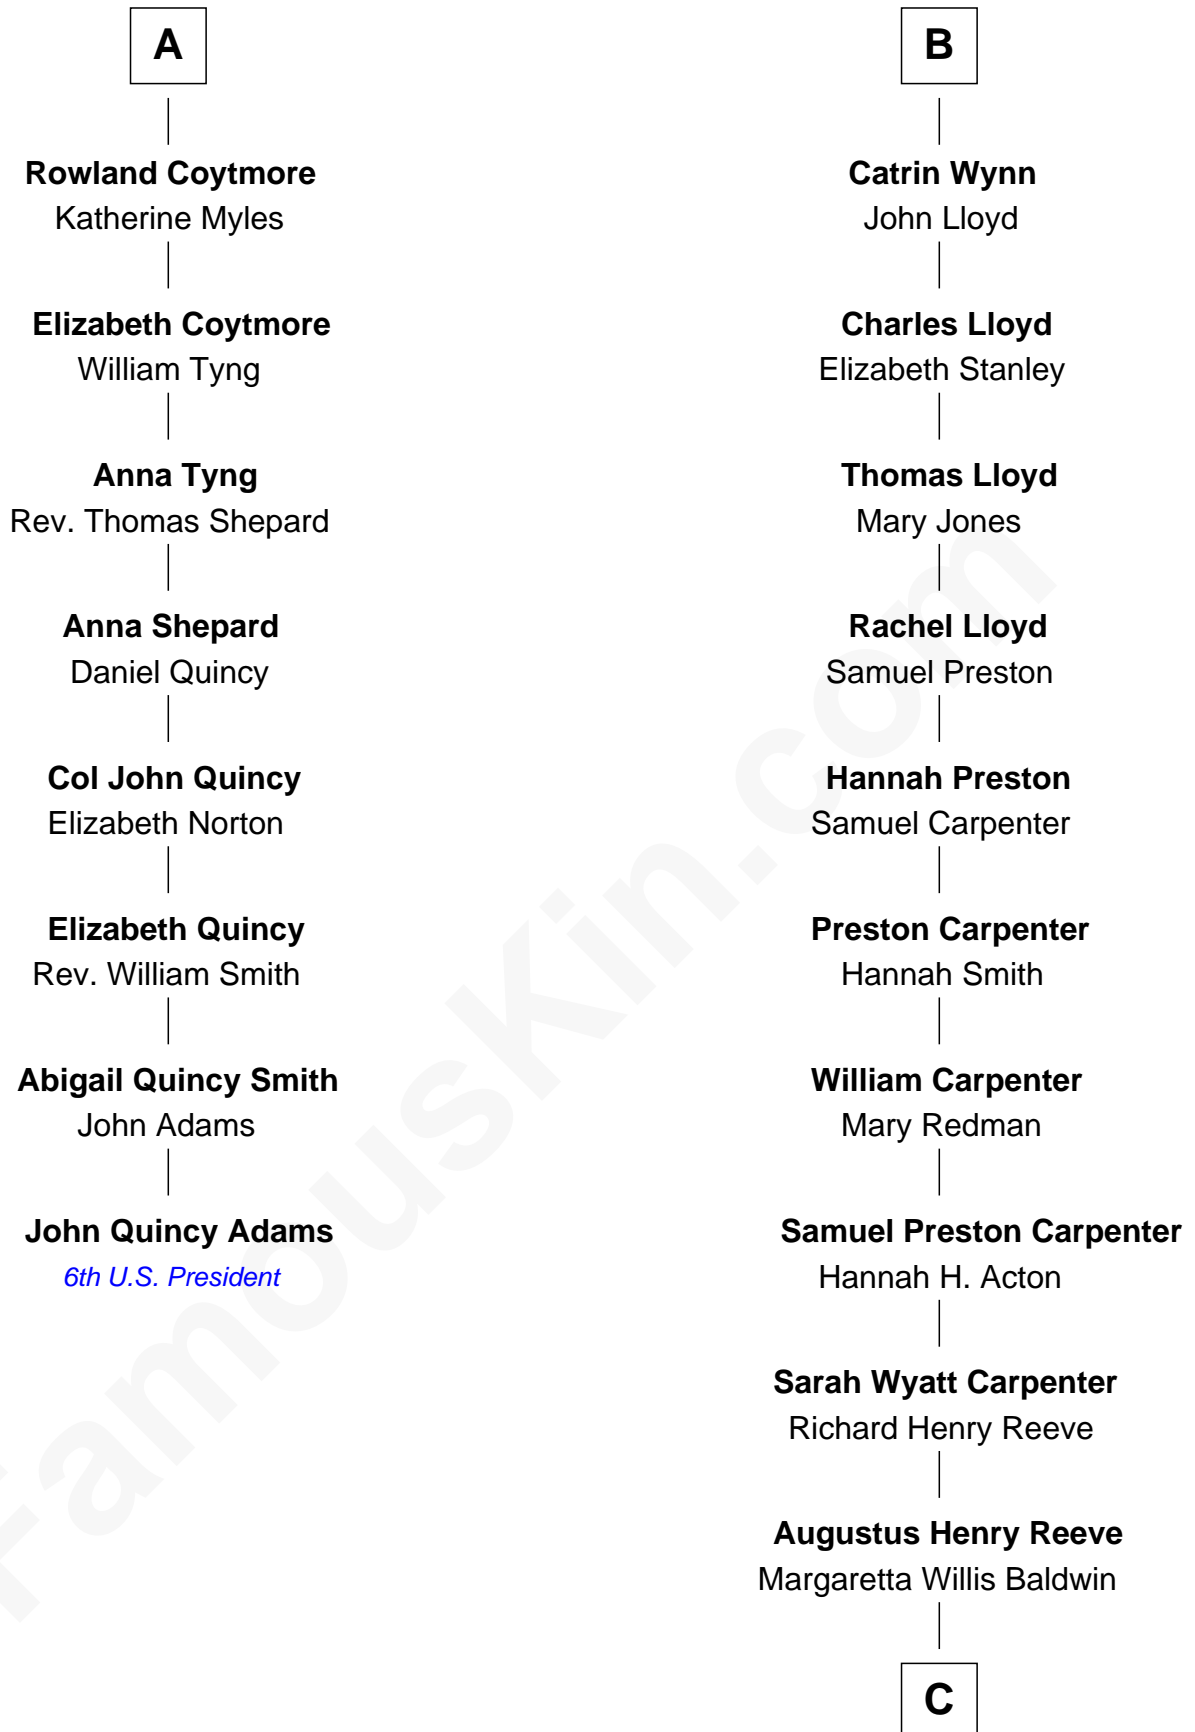 A
Rowland Coytmore
Katherine Myles
Elizabeth Coytmore
William Tyng
Anna Tyng
Rev. Thomas Shepard
Anna Shepard
Daniel Quincy
Col John Quincy
Elizabeth Norton
Elizabeth Quincy
Rev. William Smith
Abigail Quincy Smith
John Adams
John Quincy Adams
6th U.S. President
B
Catrin Wynn
John Lloyd
Charles Lloyd
Elizabeth Stanley
Thomas Lloyd
Mary Jones
Rachel Lloyd
Samuel Preston
Hannah Preston
Samuel Carpenter
Preston Carpenter
Hannah Smith
William Carpenter
Mary Redman
Samuel Preston Carpenter
Hannah H. Acton
Sarah Wyatt Carpenter
Richard Henry Reeve
Augustus Henry Reeve
Margaretta Willis Baldwin
C
FamousKin.com